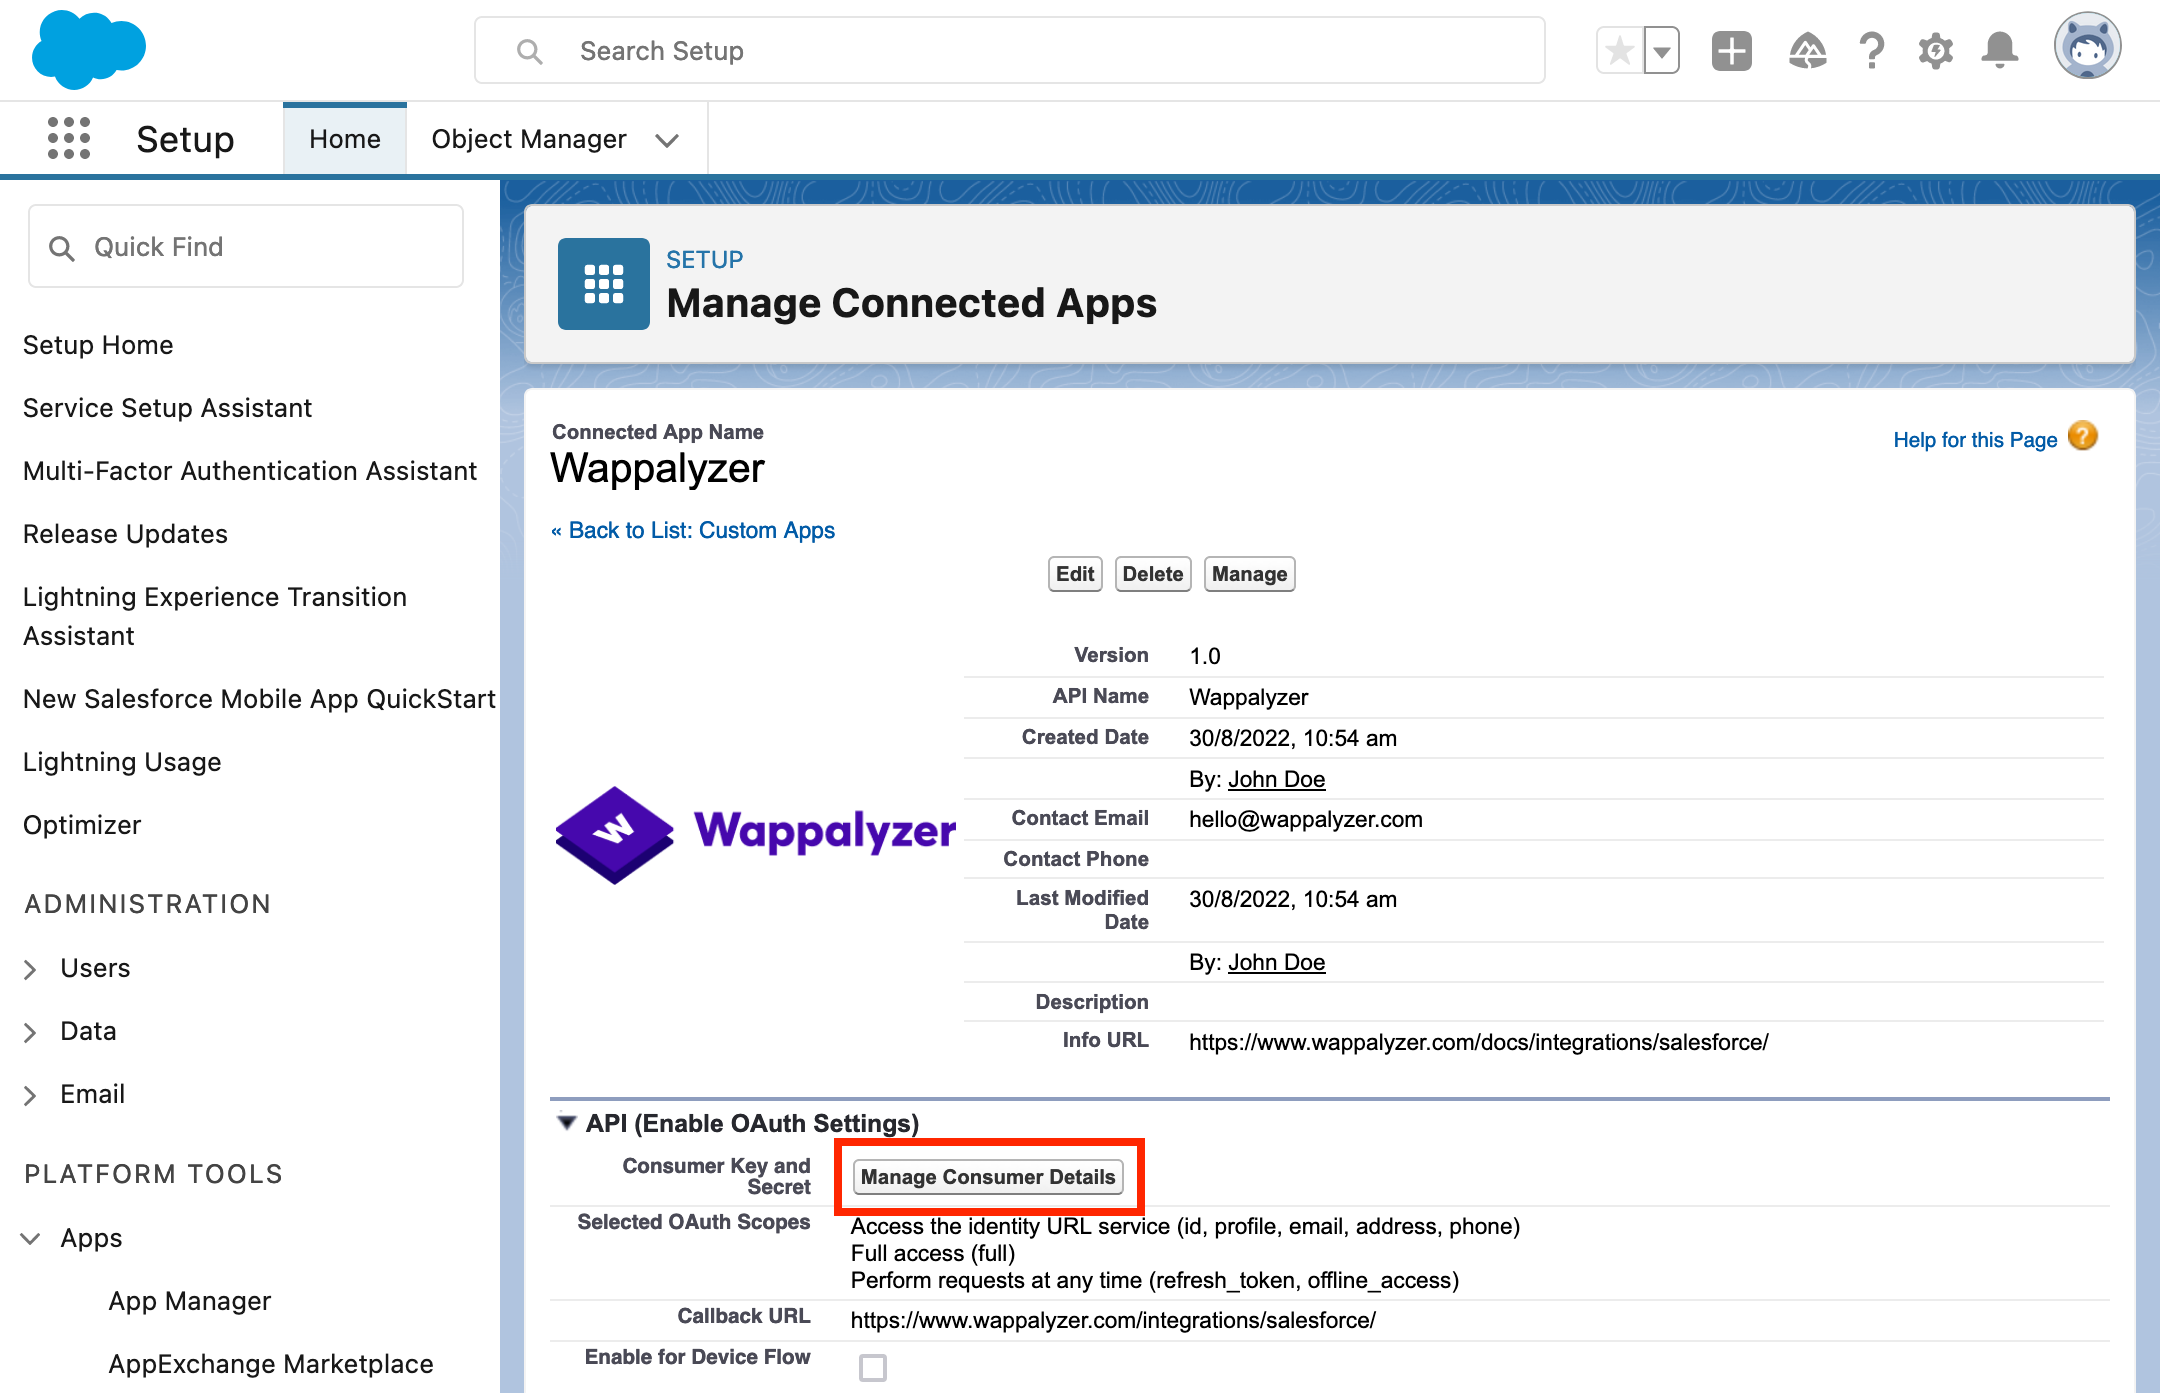 Search Setup
Setup
Home
Object Manager
Quick Find
Setup Home
Service Setup Assistant
Multi-Factor Authentication Assistant
Release Updates
Lightning Experience Transition
Assistant
New Salesforce Mobile App QuickStart
Lightning Usage
Optimizer
ADMINISTRATION
Users
Data
Email
PLATFORM TOOLS
Apps
App Manager
AppExchange Marketplace
SETUP
Manage Connected Apps
Connected App Name
Wappalyzer
Help for this Page ?
« Back to List: Custom Apps
Edit Delete Manage
W Wappalyzer
Version 1.0
API Name Wappalyzer
Created Date 30/8/2022, 10:54 am
By: John Doe
Contact Email hello@wappalyzer.com
Contact Phone
Last Modified
Date 30/8/2022, 10:54 am
By: John Doe
Description
Info URL https://www.wappalyzer.com/docs/integrations/salesforce/
API (Enable OAuth Settings)
Consumer Key and
Secret Manage Consumer Details
Selected OAuth Scopes Access the identity URL service (id, profile, email, address, phone)
Full access (full)
Perform requests at any time (refresh_token, offline_access)
Callback URL https://www.wappalyzer.com/integrations/salesforce/
Enable for Device Flow